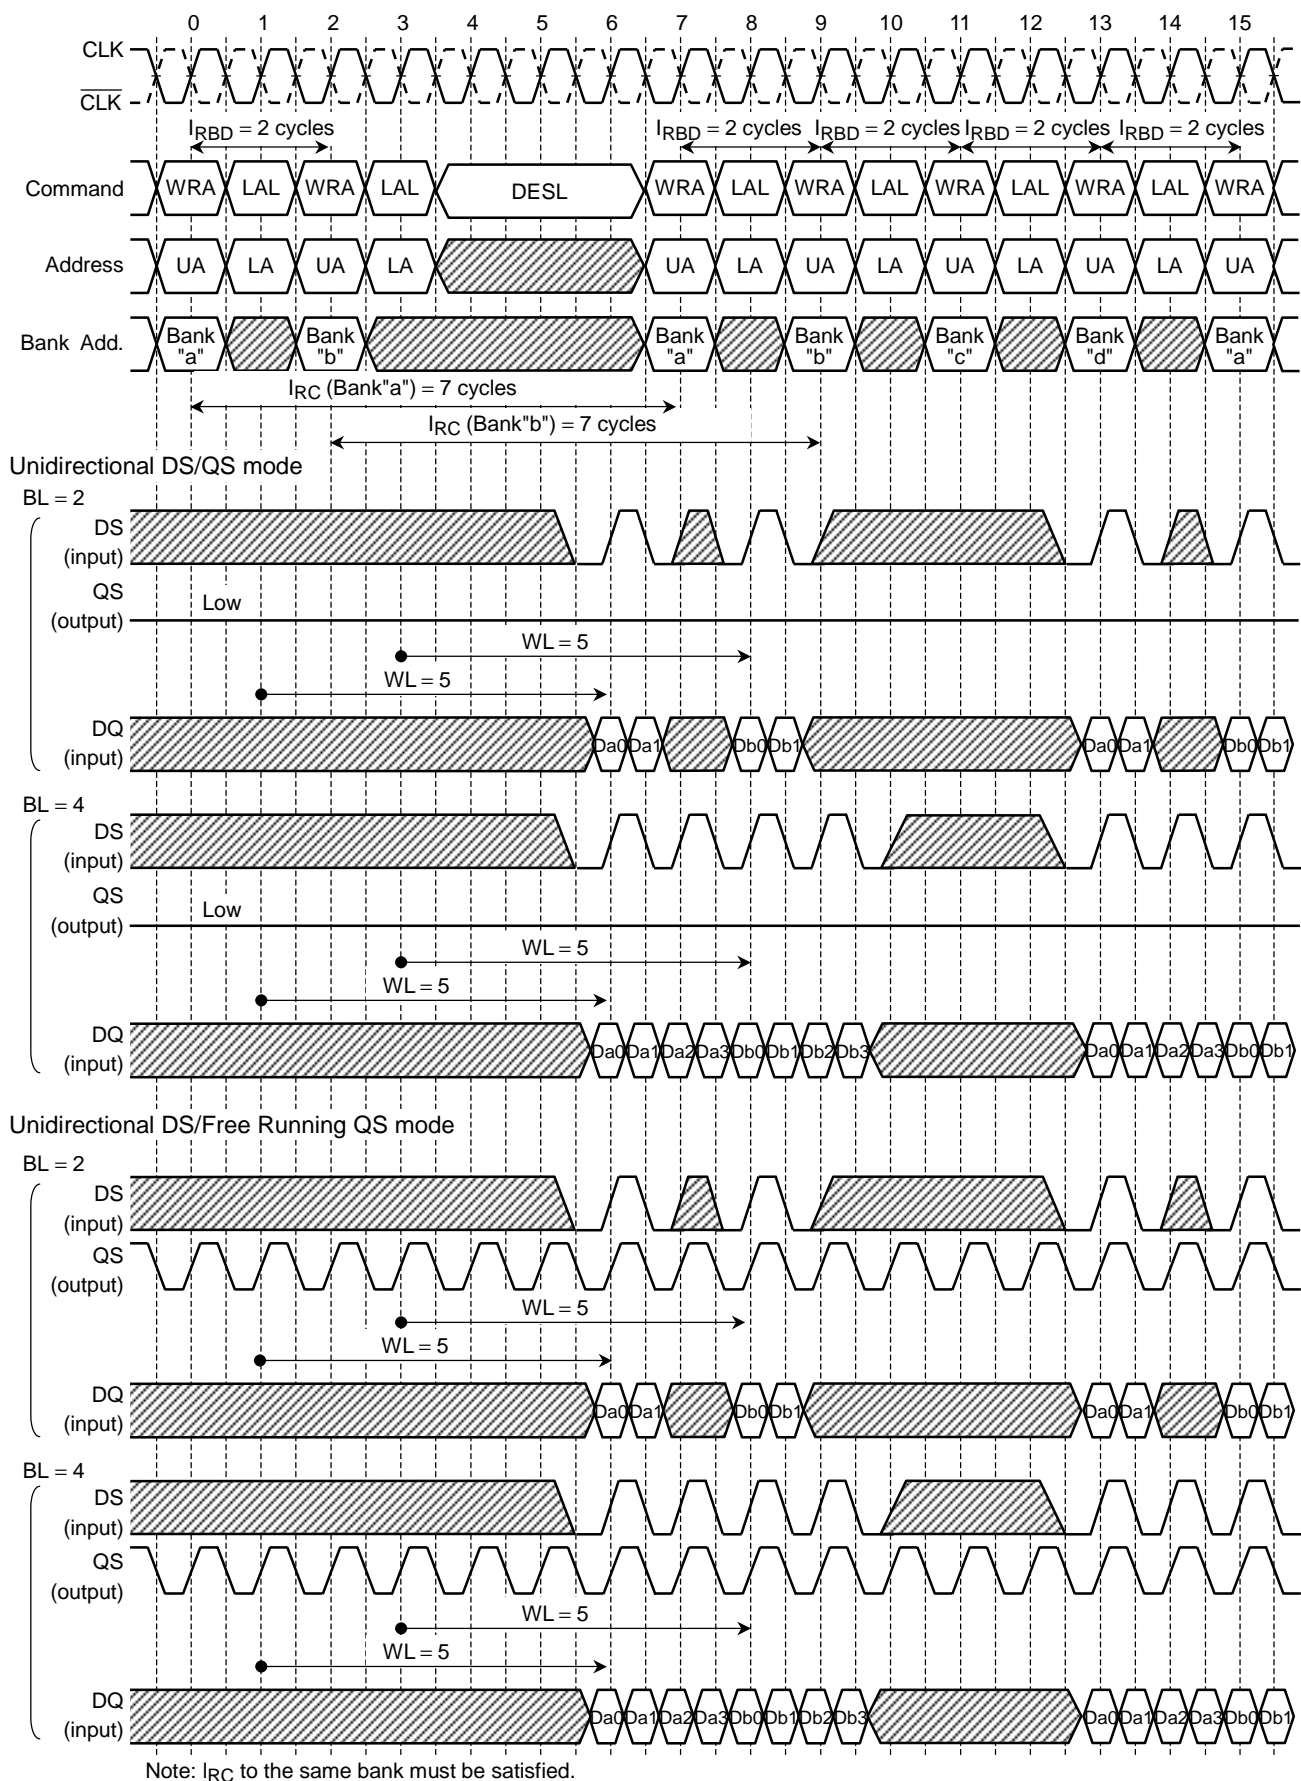 0 1 2 3 4 5 6 7 8 9 10 11 12 13 14 15
CLK
CLK
IRBD = 2 cycles IRBD = 2 cycles IRBD = 2 cycles IRBD = 2 cycles IRBD = 2 cycles
Command WRA LAL WRA LAL DESL WRA LAL WRA LAL WRA LAL WRA LAL WRA
Address UA LA UA LA UA LA UA LA UA LA UA LA UA
Bank Add. Bank "a" Bank "b" Bank "a" Bank "b" Bank "c" Bank "d" Bank "a"
IRC (Bank"a") = 7 cycles
IRC (Bank"b") = 7 cycles
Unidirectional DS/QS mode
BL = 2
DS
(input)
QS
(output)
Low
WL = 5
WL = 5
DQ
(input)
Da0 Da1 Db0 Db1 Da0 Da1 Db0 Db1
BL = 4
DS
(input)
QS
(output)
Low
WL = 5
WL = 5
DQ
(input)
Da0 Da1 Da2 Da3 Db0 Db1 Db2 Db3 Da0 Da1 Da2 Da3 Db0 Db1
Unidirectional DS/Free Running QS mode
BL = 2
DS
(input)
QS
(output)
WL = 5
WL = 5
DQ
(input)
Da0 Da1 Db0 Db1 Da0 Da1 Db0 Db1
BL = 4
DS
(input)
QS
(output)
WL = 5
WL = 5
DQ
(input)
Da0 Da1 Da2 Da3 Db0 Db1 Db2 Db3 Da0 Da1 Da2 Da3 Db0 Db1
Note: IRC to the same bank must be satisfied.